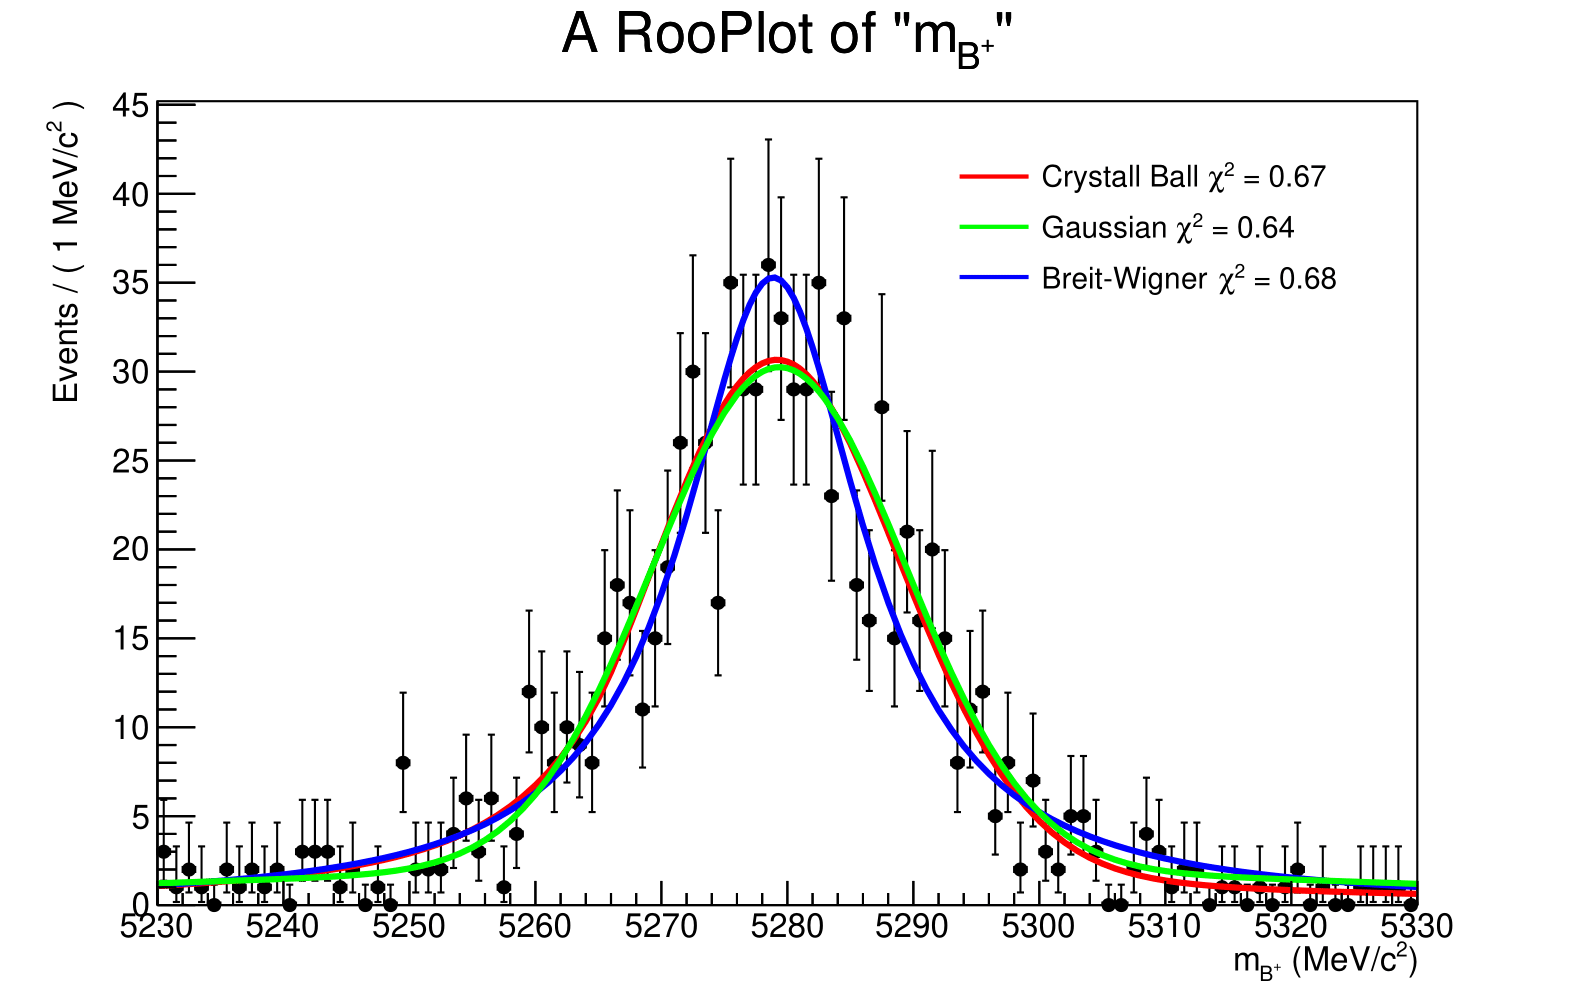 A RooPlot of "m_B⁺"
Events / ( 1 MeV/c² )
45
40
35
30
25
20
15
10
5
0
Crystall Ball χ² = 0.67
Gaussian χ² = 0.64
Breit-Wigner χ² = 0.68
5230 5240 5250 5260 5270 5280 5290 5300 5310 5320 5330
m_B⁺ (MeV/c²)